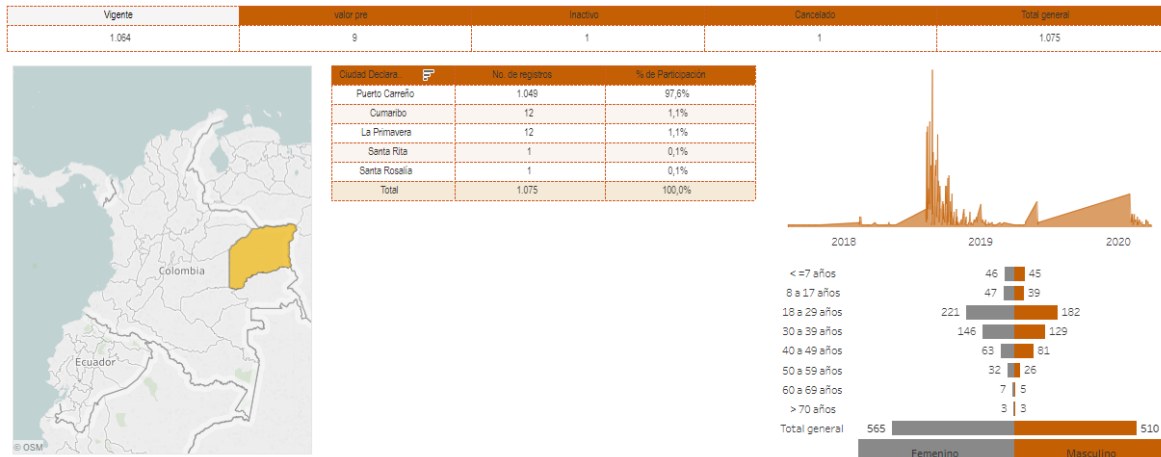 Vigente valor pre Inactivo Cancelado Total general
1.064 9 1 1 1.075
Ciudad Declara.. No. de registros % de Participación
Puerto Carreño 1.049 97,6%
Cumaribo 12 1,1%
La Primavera 12 1,1%
Santa Rita 1 0,1%
Santa Rosalia 1 0,1%
Total 1.075 100,0%
Colombia
Ecuador
© OSM
2018 2019 2020
< =7 años 46 45
8 a 17 años 47 39
18 a 29 años 221 182
30 a 39 años 146 129
40 a 49 años 63 81
50 a 59 años 32 26
60 a 69 años 7 5
> 70 años 3 3
Total general 565 510
Femenino Masculino